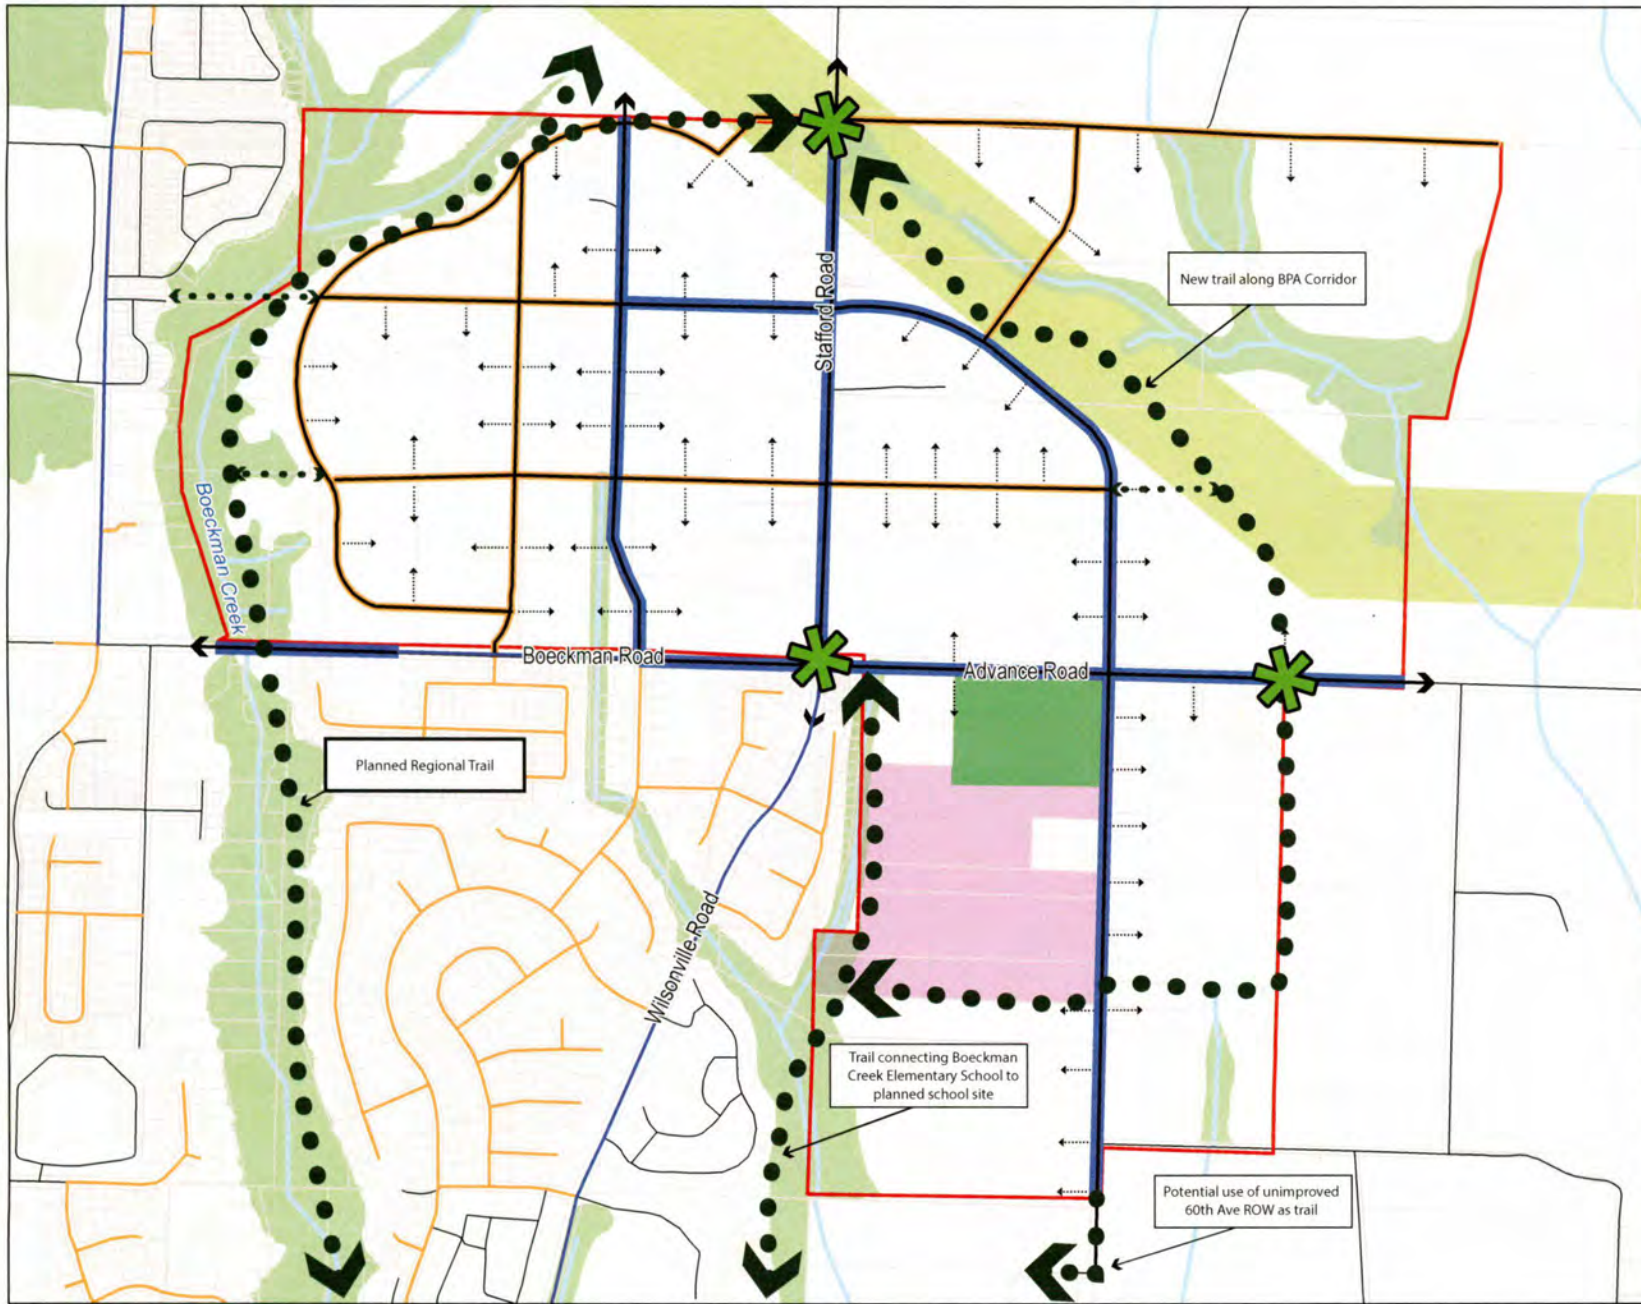 New trail along BPA Corridor
Stafford Road
Boeckman Creek
Boeckman Road
Advance Road
Planned Regional Trail
Wilsonville Road
Trail connecting Boeckman
Creek Elementary School to
planned school site
Potential use of unimproved
60th Ave ROW as trail